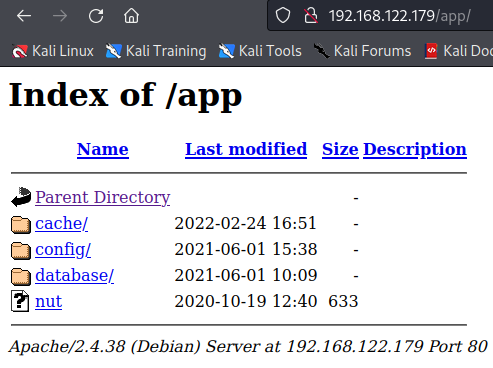 192.168.122.179/app/
Kali Linux Kali Training Kali Tools Kali Forums Kali Doc
Index of /app
Name Last modified Size Description
Parent Directory -
cache/ 2022-02-24 16:51 -
config/ 2021-06-01 15:38 -
database/ 2021-06-01 10:09 -
nut 2020-10-19 12:40 633
Apache/2.4.38 (Debian) Server at 192.168.122.179 Port 80